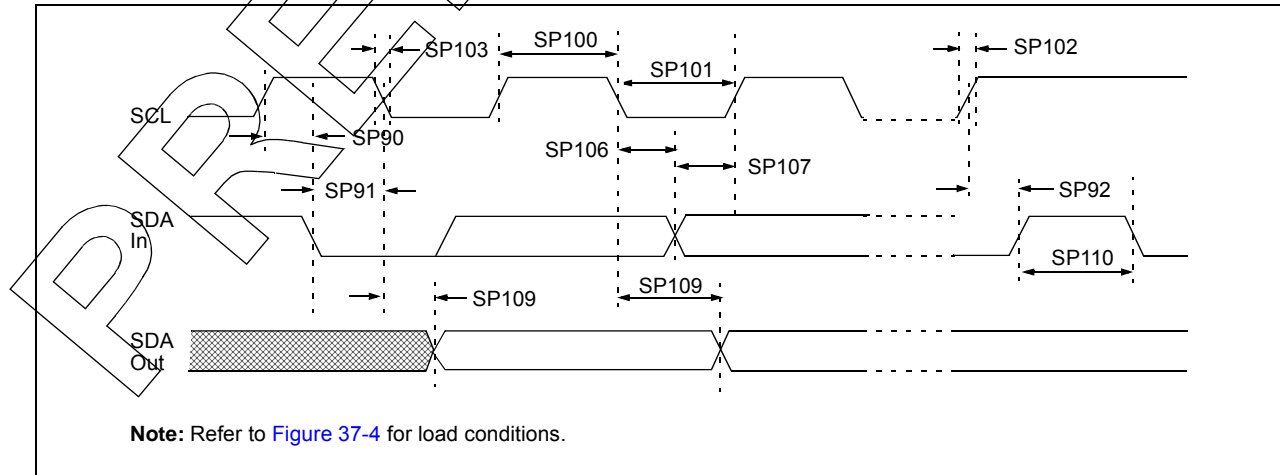 SP103
SP100
SP101
SP102
SCL
SP90
SP106
SP107
SP91
SP92
SDA
In
SP110
SP109
SP109
SDA
Out
Note: Refer to Figure 37-4 for load conditions.
PRE